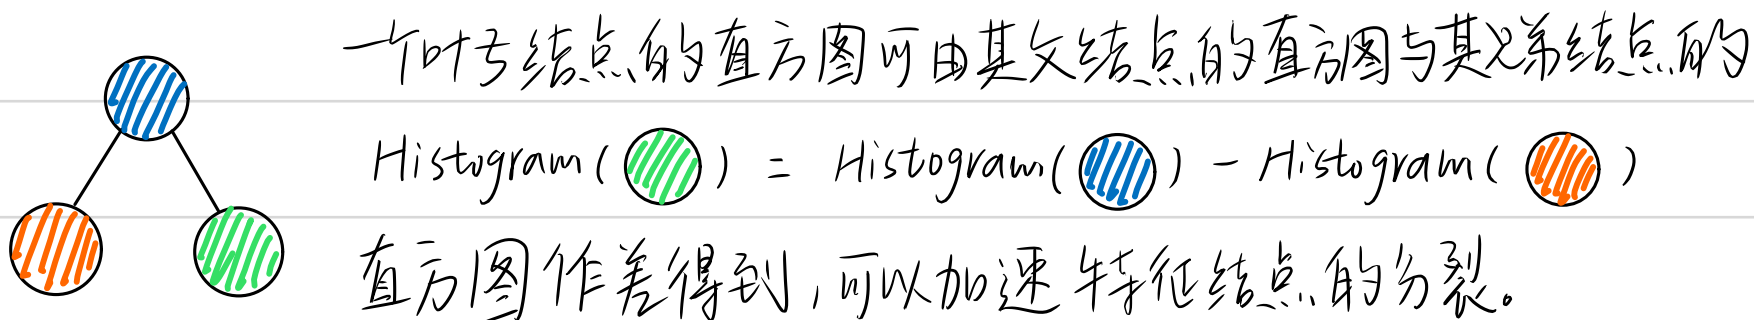 一个叶子结点的直方图可由其父结点的直方图与其兄弟结点的
Histogram( ) = Histogram( ) - Histogram( )
直方图作差得到,可以加速特征结点的分裂。